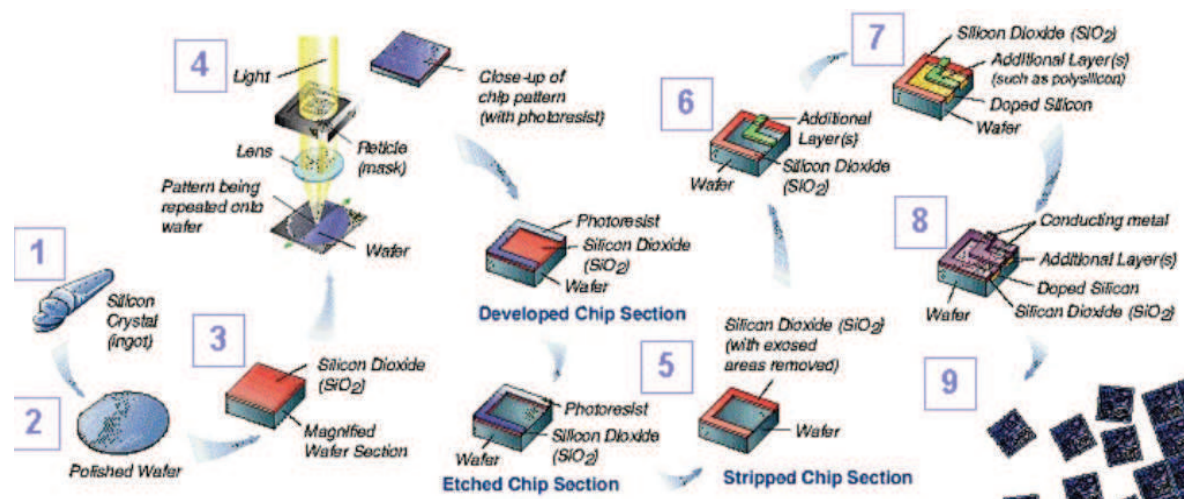 1
Silicon
Crystal
(ingot)
2
Polished Wafer
3
Silicon Dioxide
(SiO2)
Magnified
Wafer Section
4
Light
Reticle
(mask)
Lens
Pattern being
repeated onto
wafer
Wafer
Close-up of
chip pattern
(with photoresist)
Photoresist
Silicon Dioxide
(SiO2)
Wafer
Developed Chip Section
Photoresist
Silicon Dioxide
(SiO2)
Wafer
Etched Chip Section
5
Silicon Dioxide (SiO2)
(with exposed
areas removed)
Wafer
Stripped Chip Section
6
Additional
Layer(s)
Silicon Dioxide
(SiO2)
Wafer
7
Silicon Dioxide (SiO2)
Additional Layer(s)
(such as polysilicon)
Doped Silicon
Wafer
8
Conducting metal
Additional Layer(s)
Doped Silicon
Silicon Dioxide (SiO2)
Wafer
9